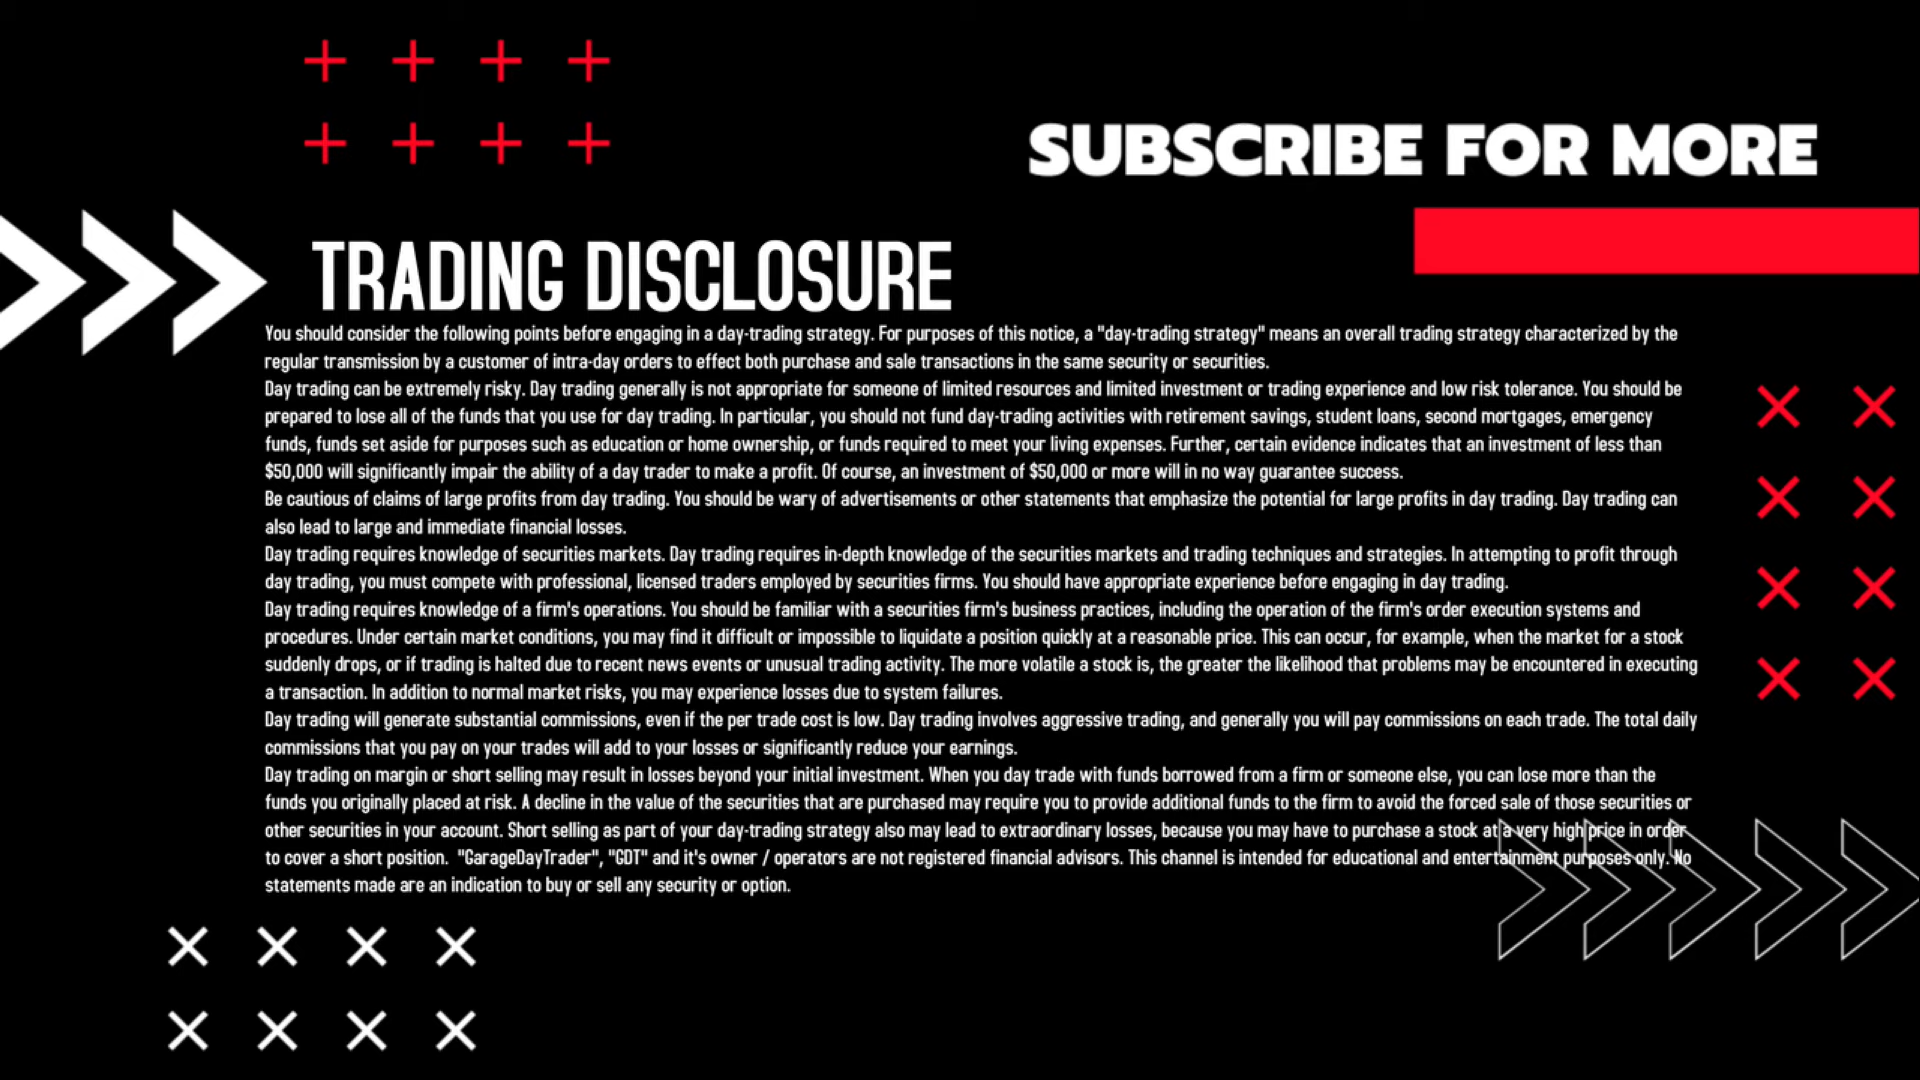 SUBSCRIBE FOR MORE
TRADING DISCLOSURE
You should consider the following points before engaging in a day-trading strategy. For purposes of this notice, a "day-trading strategy" means an overall trading strategy characterized by the
regular transmission by a customer of intra-day orders to effect both purchase and sale transactions in the same security or securities.
Day trading can be extremely risky. Day trading generally is not appropriate for someone of limited resources and limited investment or trading experience and low risk tolerance. You should be
prepared to lose all of the funds that you use for day trading. In particular, you should not fund day-trading activities with retirement savings, student loans, second mortgages, emergency
funds, funds set aside for purposes such as education or home ownership, or funds required to meet your living expenses. Further, certain evidence indicates that an investment of less than
$50,000 will significantly impair the ability of a day trader to make a profit. Of course, an investment of $50,000 or more will in no way guarantee success.
Be cautious of claims of large profits from day trading. You should be wary of advertisements or other statements that emphasize the potential for large profits in day trading. Day trading can
also lead to large and immediate financial losses.
Day trading requires knowledge of securities markets. Day trading requires in-depth knowledge of the securities markets and trading techniques and strategies. In attempting to profit through
day trading, you must compete with professional, licensed traders employed by securities firms. You should have appropriate experience before engaging in day trading.
Day trading requires knowledge of a firm's operations. You should be familiar with a securities firm's business practices, including the operation of the firm's order execution systems and
procedures. Under certain market conditions, you may find it difficult or impossible to liquidate a position quickly at a reasonable price. This can occur, for example, when the market for a stock
suddenly drops, or if trading is halted due to recent news events or unusual trading activity. The more volatile a stock is, the greater the likelihood that problems may be encountered in executing
a transaction. In addition to normal market risks, you may experience losses due to system failures.
Day trading will generate substantial commissions, even if the per trade cost is low. Day trading involves aggressive trading, and generally you will pay commissions on each trade. The total daily
commissions that you pay on your trades will add to your losses or significantly reduce your earnings.
Day trading on margin or short selling may result in losses beyond your initial investment. When you day trade with funds borrowed from a firm or someone else, you can lose more than the
funds you originally placed at risk. A decline in the value of the securities that are purchased may require you to provide additional funds to the firm to avoid the forced sale of those securities or
other securities in your account. Short selling as part of your day-trading strategy also may lead to extraordinary losses, because you may have to purchase a stock at a very high price in order
to cover a short position. "GarageDayTrader", "GDT" and it's owner / operators are not registered financial advisors. This channel is intended for educational and entertainment purposes only. No
statements made are an indication to buy or sell any security or option.